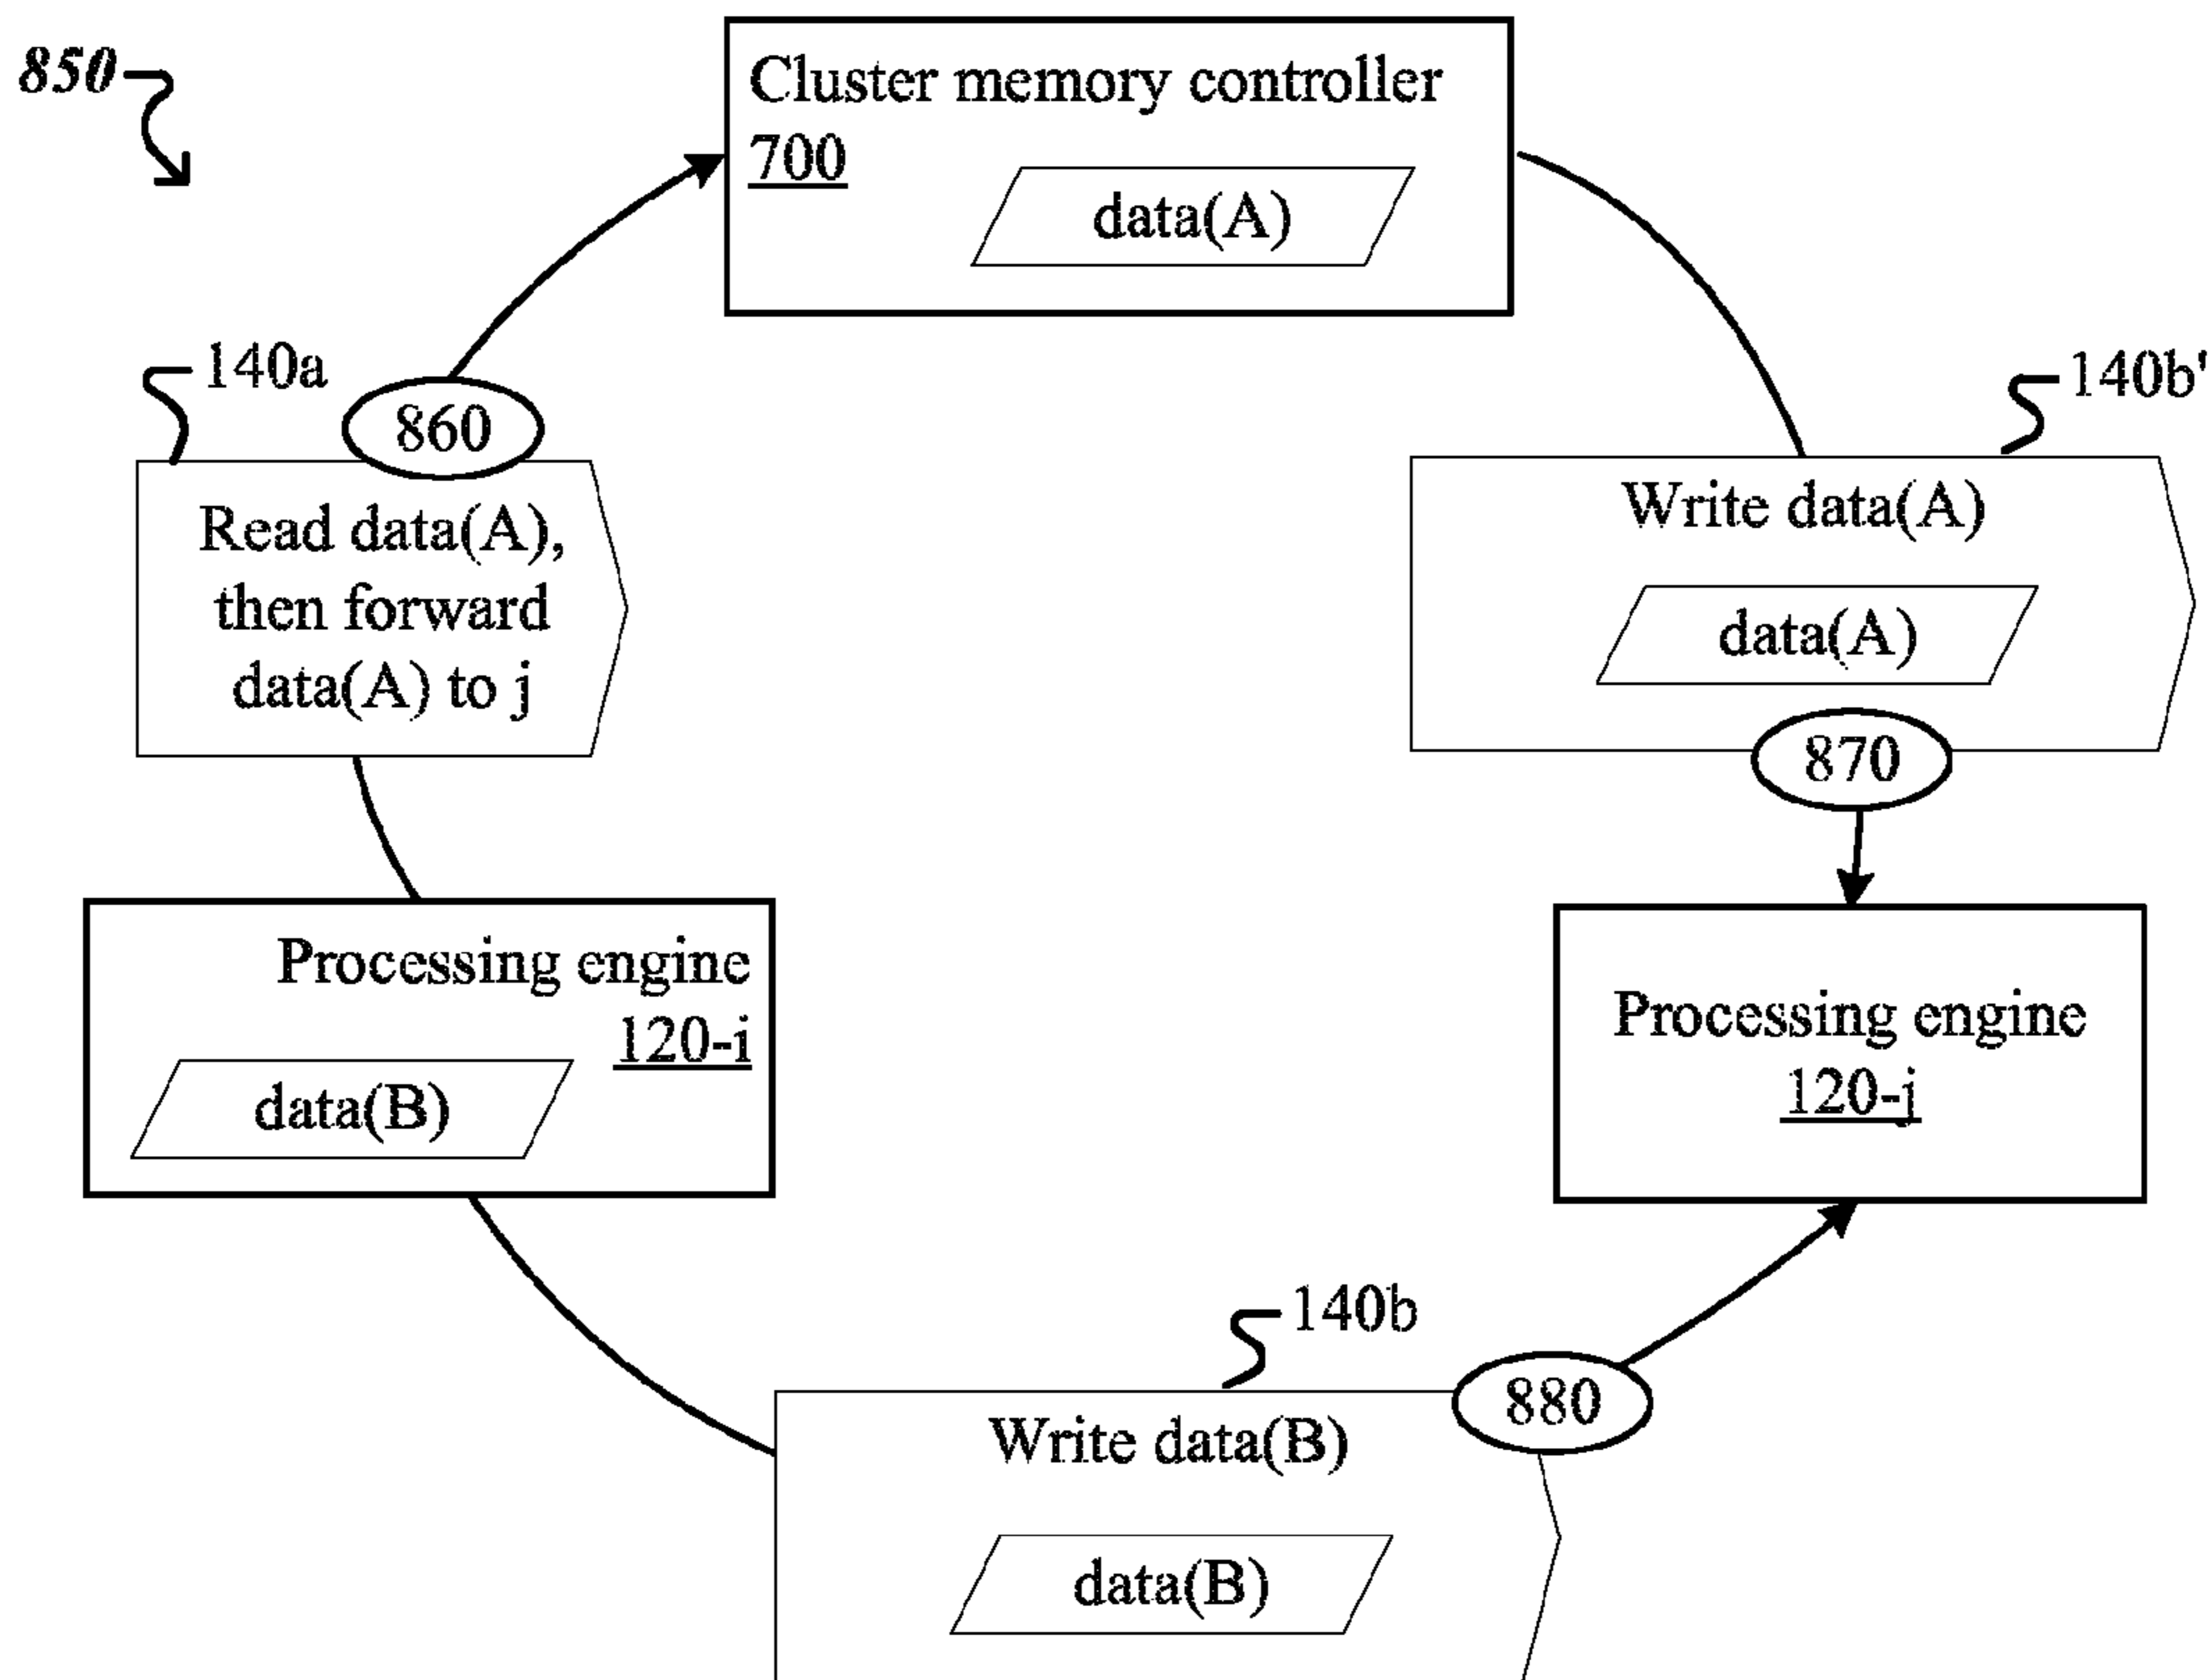 850
Cluster memory controller
700
data(A)
140a
860
Read data(A),
then forward
data(A) to j
140b'
Write data(A)
data(A)
870
Processing engine
120-i
data(B)
Processing engine
120-j
140b
880
Write data(B)
data(B)